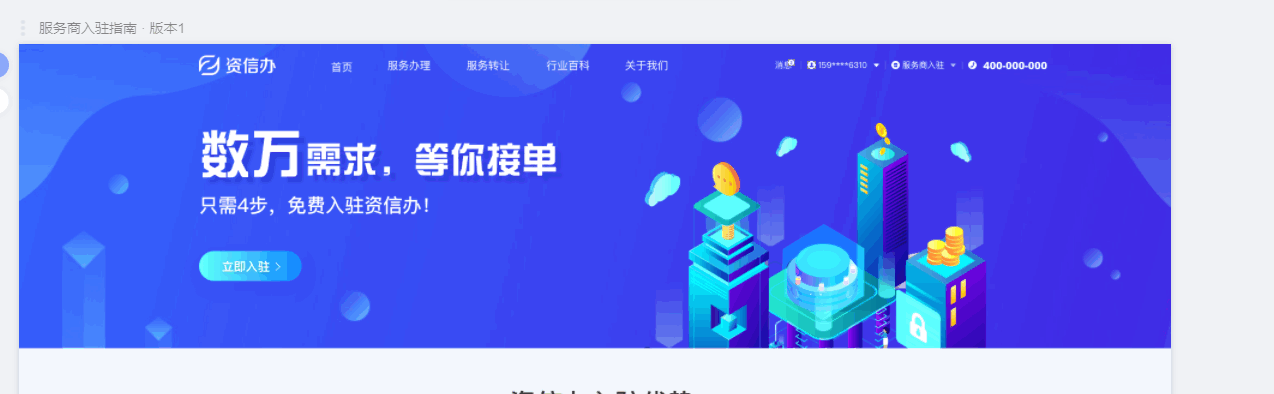 服务商入驻指南 · 版本1
资信办 首页 服务办理 服务转让 行业百科 关于我们 消息 159****6310 服务商入驻 400-000-000
数万需求，等你接单
只需4步，免费入驻资信办！
立即入驻 >